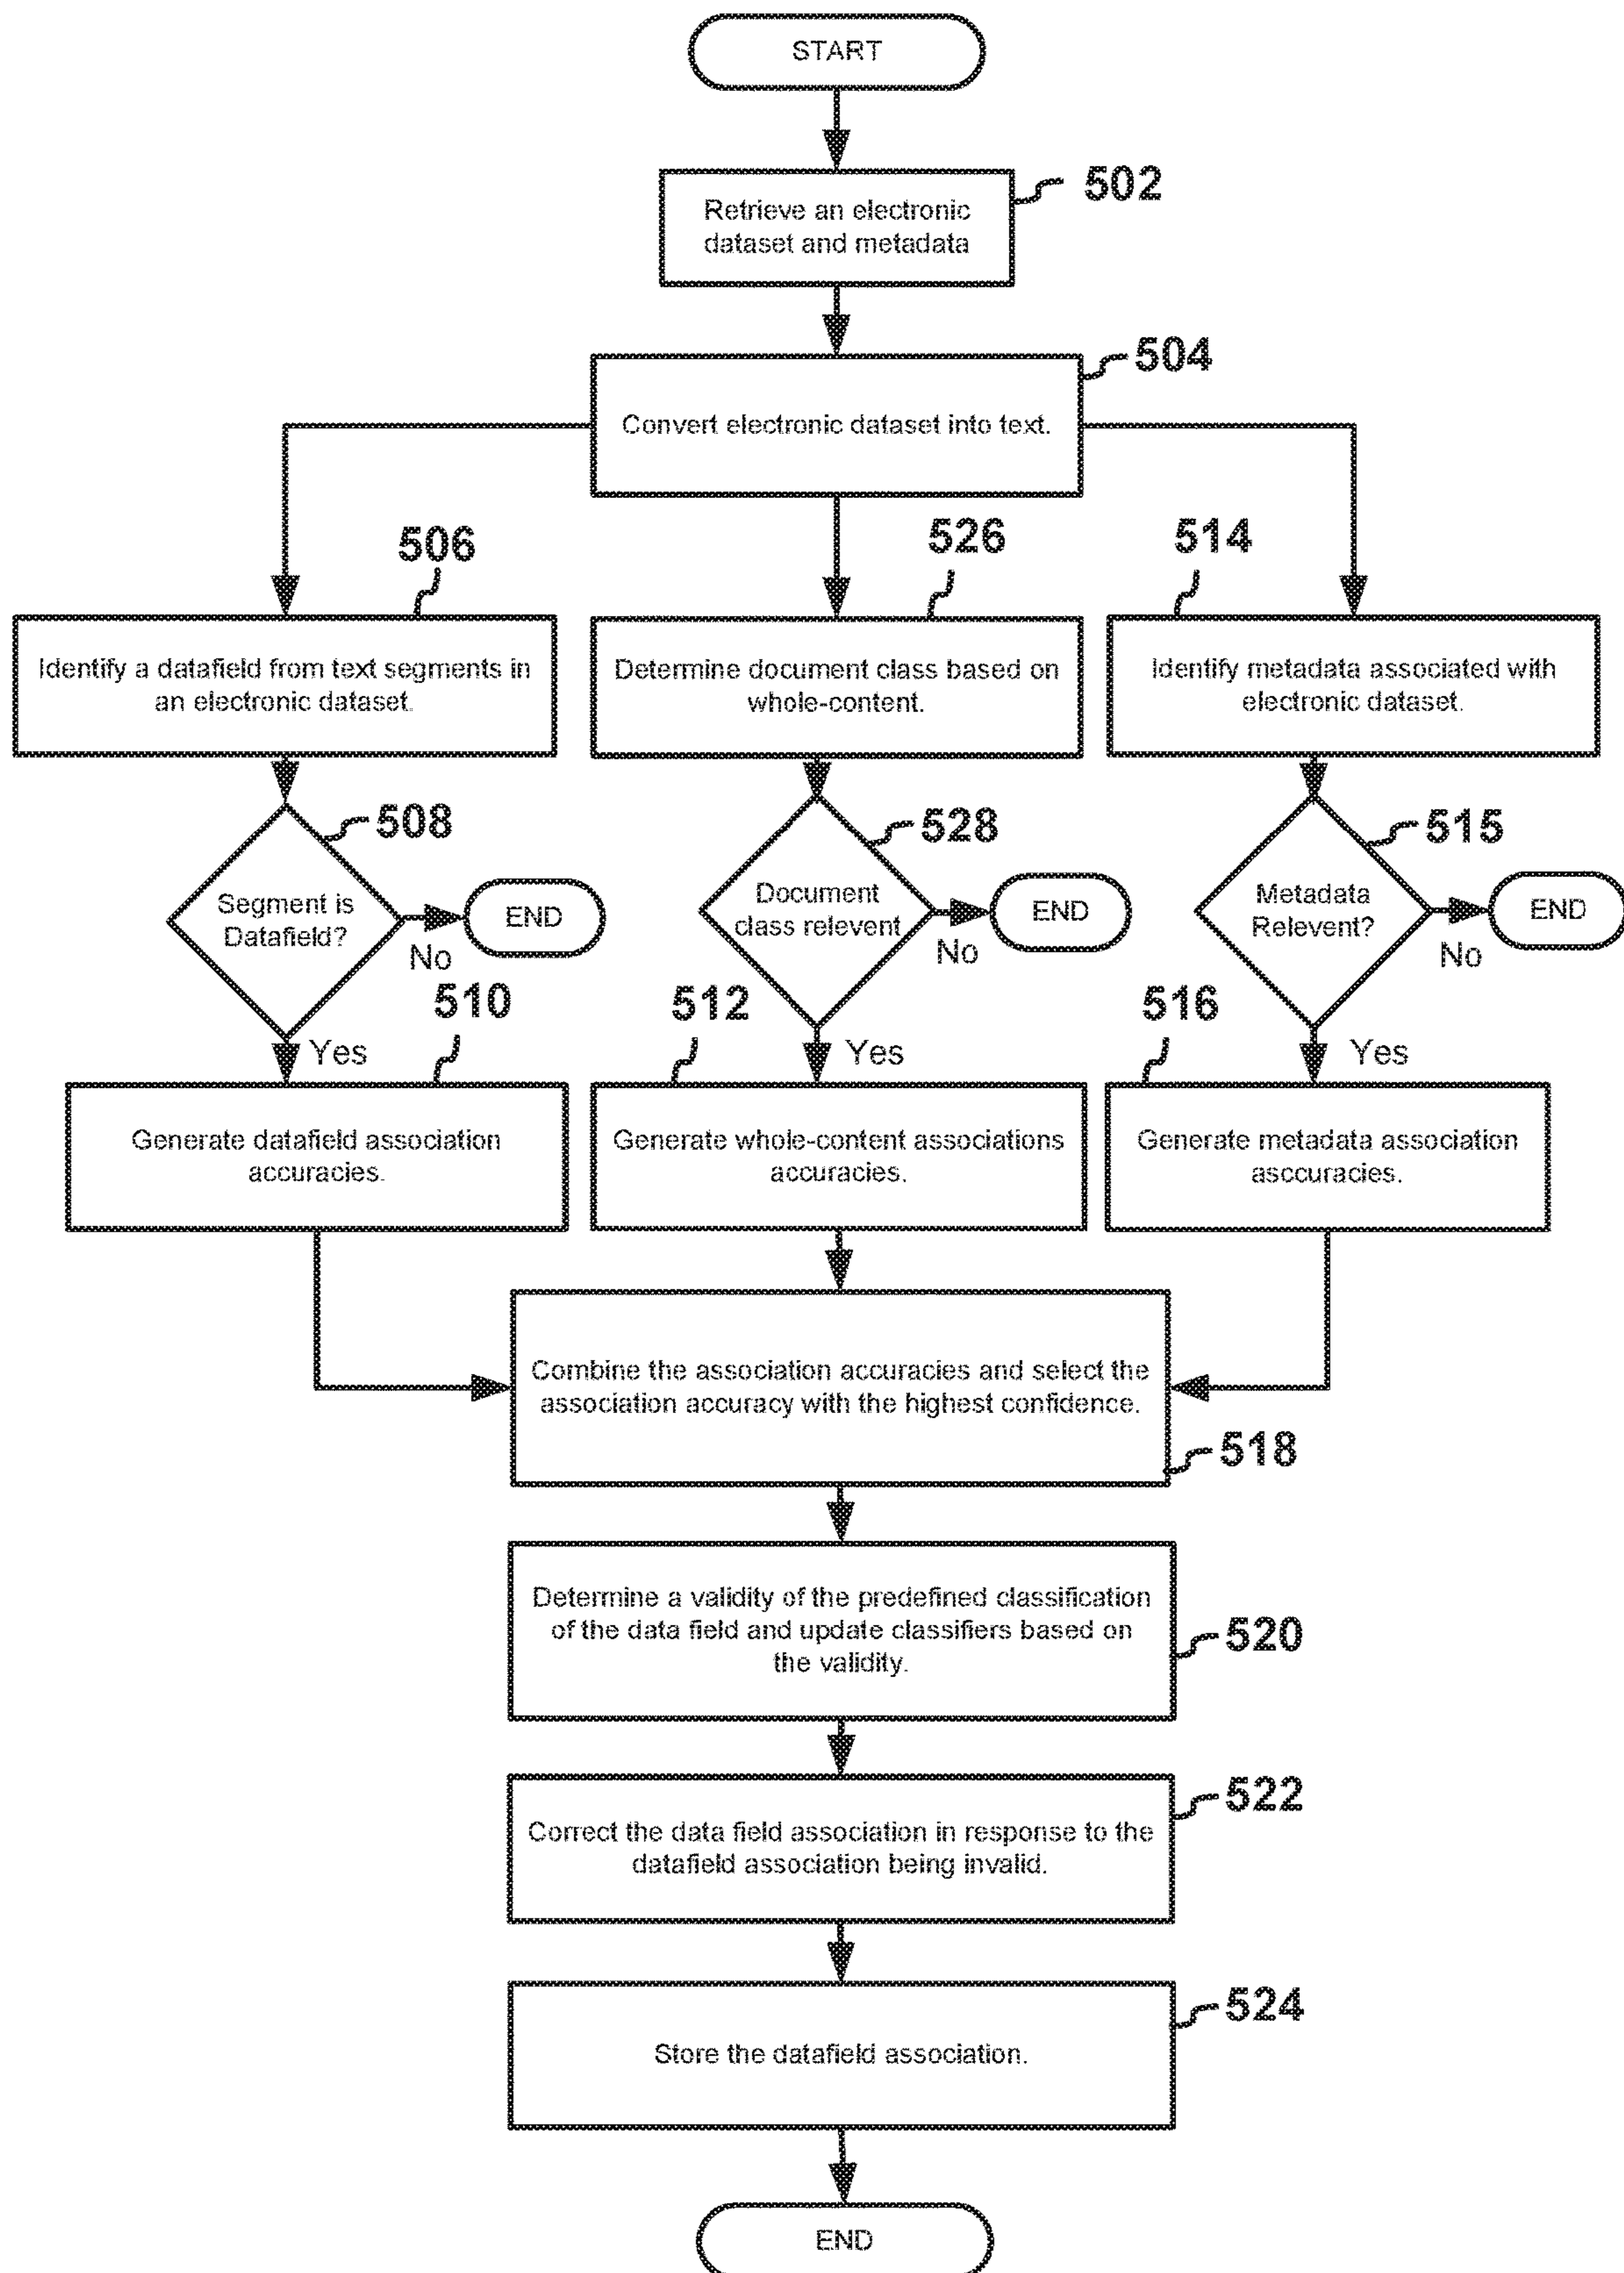 START
502
Retrieve an electronic
dataset and metadata
504
Convert electronic dataset into text.
506
526
514
Identify a datafield from text segments in
an electronic dataset.
Determine document class based on
whole-content.
Identify metadata associated with
electronic dataset.
508
528
515
Segment is
Datafield?
END
No
Document
class relevent
END
No
Metadata
Relevent?
END
No
510
512
516
Yes
Yes
Yes
Generate datafield association
accuracies.
Generate whole-content associations
accuracies.
Generate metadata association
asccuracies.
Combine the association accuracies and select the
association accuracy with the highest confidence.
518
Determine a validity of the predefined classification
of the data field and update classifiers based on
the validity.
520
522
Correct the data field association in response to the
datafield association being invalid.
524
Store the datafield association.
END